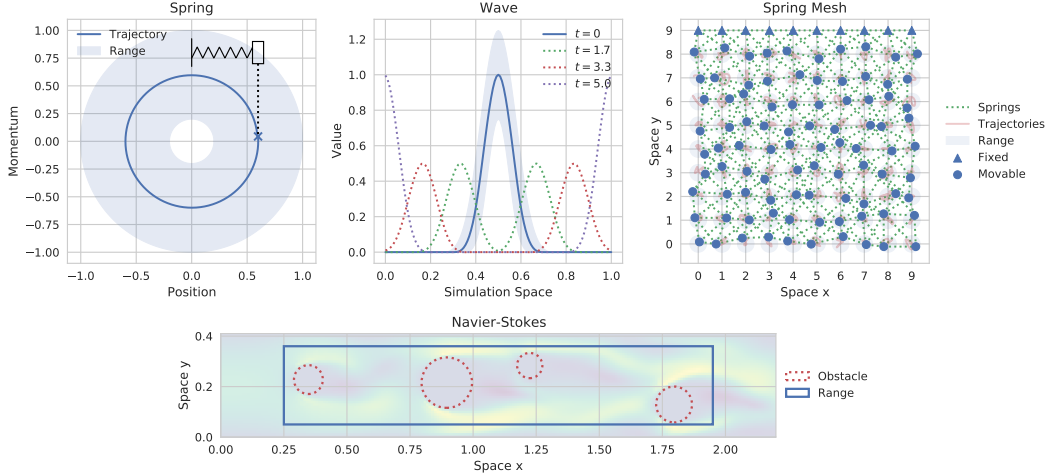 Spring
Momentum
1.00
0.75
0.50
0.25
0.00
−0.25
−0.50
−0.75
−1.00
Trajectory
Range
−1.0 −0.5 0.0 0.5 1.0
Position
Wave
Value
1.2
1.0
0.8
0.6
0.4
0.2
0.0
t = 0
t = 1.7
t = 3.3
t = 5.0
0.0 0.2 0.4 0.6 0.8 1.0
Simulation Space
Spring Mesh
Space y
9
8
7
6
5
4
3
2
1
0
0 1 2 3 4 5 6 7 8 9
Space x
Springs
Trajectories
Range
Fixed
Movable
Navier-Stokes
Space y
0.4
0.2
0.0
0.00 0.25 0.50 0.75 1.00 1.25 1.50 1.75 2.00
Space x
Obstacle
Range